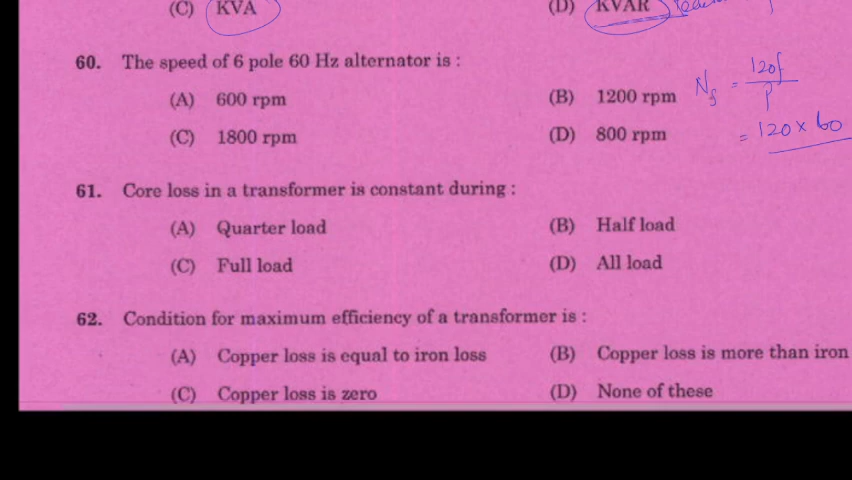 (C) KVA (D) KVAR
60. The speed of 6 pole 60 Hz alternator is :
(A) 600 rpm (B) 1200 rpm
(C) 1800 rpm (D) 800 rpm
Ns = 120f / P
= 120 × 60
61. Core loss in a transformer is constant during :
(A) Quarter load (B) Half load
(C) Full load (D) All load
62. Condition for maximum efficiency of a transformer is :
(A) Copper loss is equal to iron loss (B) Copper loss is more than iron
(C) Copper loss is zero (D) None of these